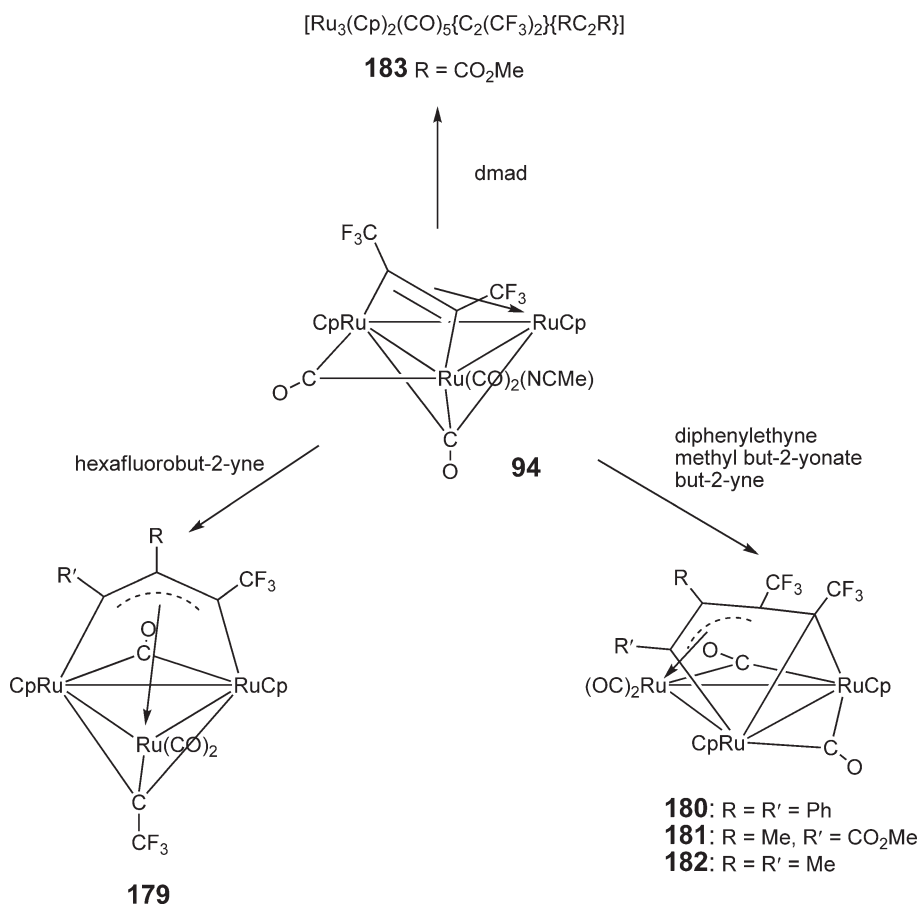 [Ru3(Cp)2(CO)5{C2(CF3)2}{RC2R}]
183 R = CO2Me
dmad
F3C
CF3
CpRu
RuCp
Ru(CO)2(NCMe)
O
C
C
O
94
hexafluorobut-2-yne
diphenylethyne
methyl but-2-yonate
but-2-yne
R
R′
CF3
O
C
CpRu
RuCp
Ru(CO)2
C
CF3
179
R
CF3
CF3
R′
O
C
(OC)2Ru
RuCp
CpRu
C
O
180: R = R′ = Ph
181: R = Me, R′ = CO2Me
182: R = R′ = Me